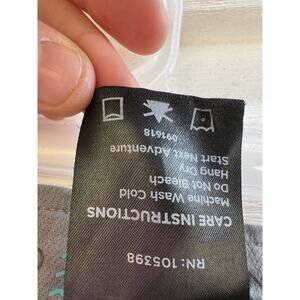 RN: 105398
CARE INSTRUCTIONS
Machine Wash Cold
Do Not Bleach
Hang Dry
Start Next Adventure
091618